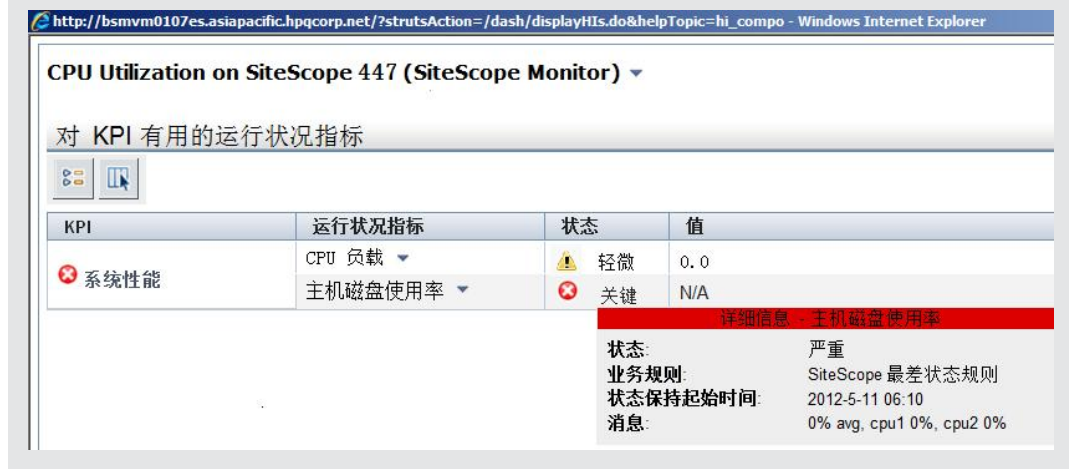 http://bsmvm0107es.asiapacific.hpqcorp.net/?strutsAction=/dash/displayHIs.do&helpTopic=hi_compo - Windows Internet Explorer
CPU Utilization on SiteScope 447 (SiteScope Monitor)
对 KPI 有用的运行状况指标
KPI 运行状况指标 状态 值
系统性能 CPU 负载 轻微 0.0
主机磁盘使用率 关键 N/A
详细信息 - 主机磁盘使用率
状态: 严重
业务规则: SiteScope 最差状态规则
状态保持起始时间: 2012-5-11 06:10
消息: 0% avg, cpu1 0%, cpu2 0%